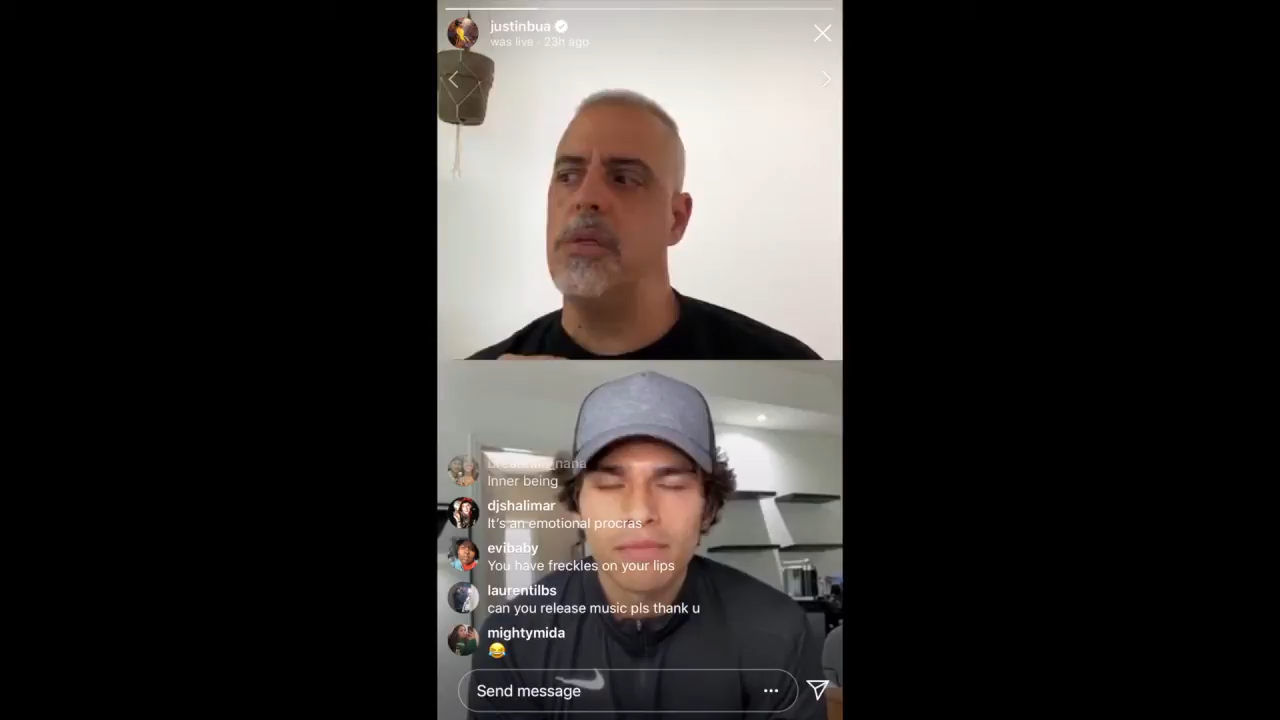 justinbua
was live · 23h ago
Inner being
djshalimar
It's an emotional procras
evibaby
You have freckles on your lips
laurentilbs
can you release music pls thank u
mightymida
😂
Send message